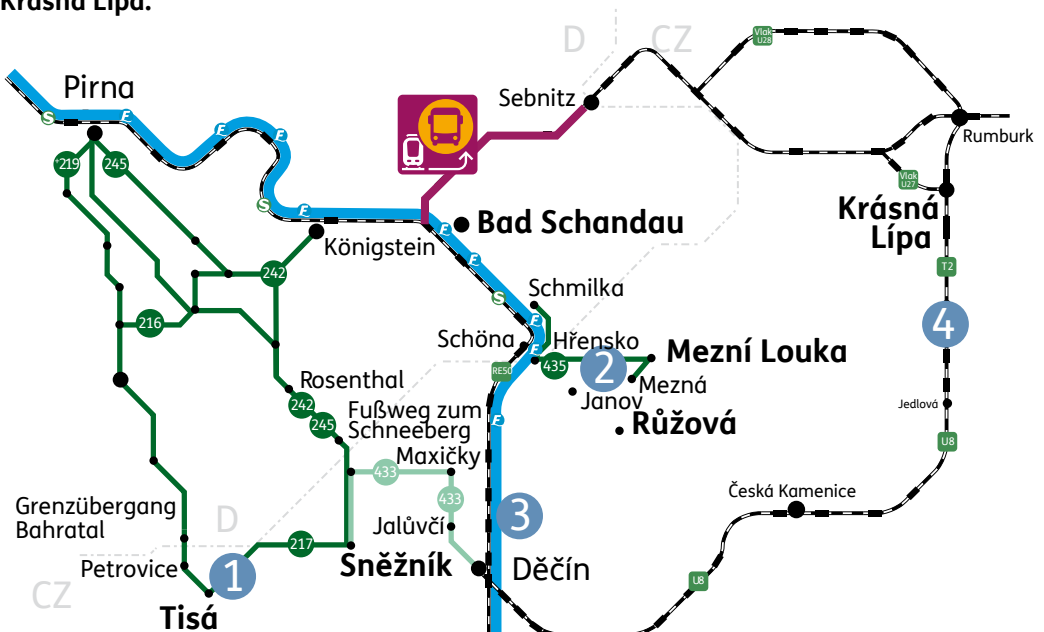 Krásná Lípa.
D
CZ
Vlak
U28
Pirna
Sebnitz
S
F
F
F
Rumburk
*219
245
Vlak
U27
S
F
Krásná
Lípa
Bad Schandau
Königstein
F
F
242
T2
Schmilka
S
216
F
4
Schöna
Hřensko
F
435
2
Mezní Louka
RE50
Mezná
Rosenthal
Janov
242
Jedlová
Fußweg zum
Schneeberg
245
F
Růžová
U8
Maxičky
433
433
Česká Kamenice
Grenzübergang
Bahratal
D
3
Jalůvčí
217
Petrovice
1
Sněžník
Děčín
U8
CZ
Tisá